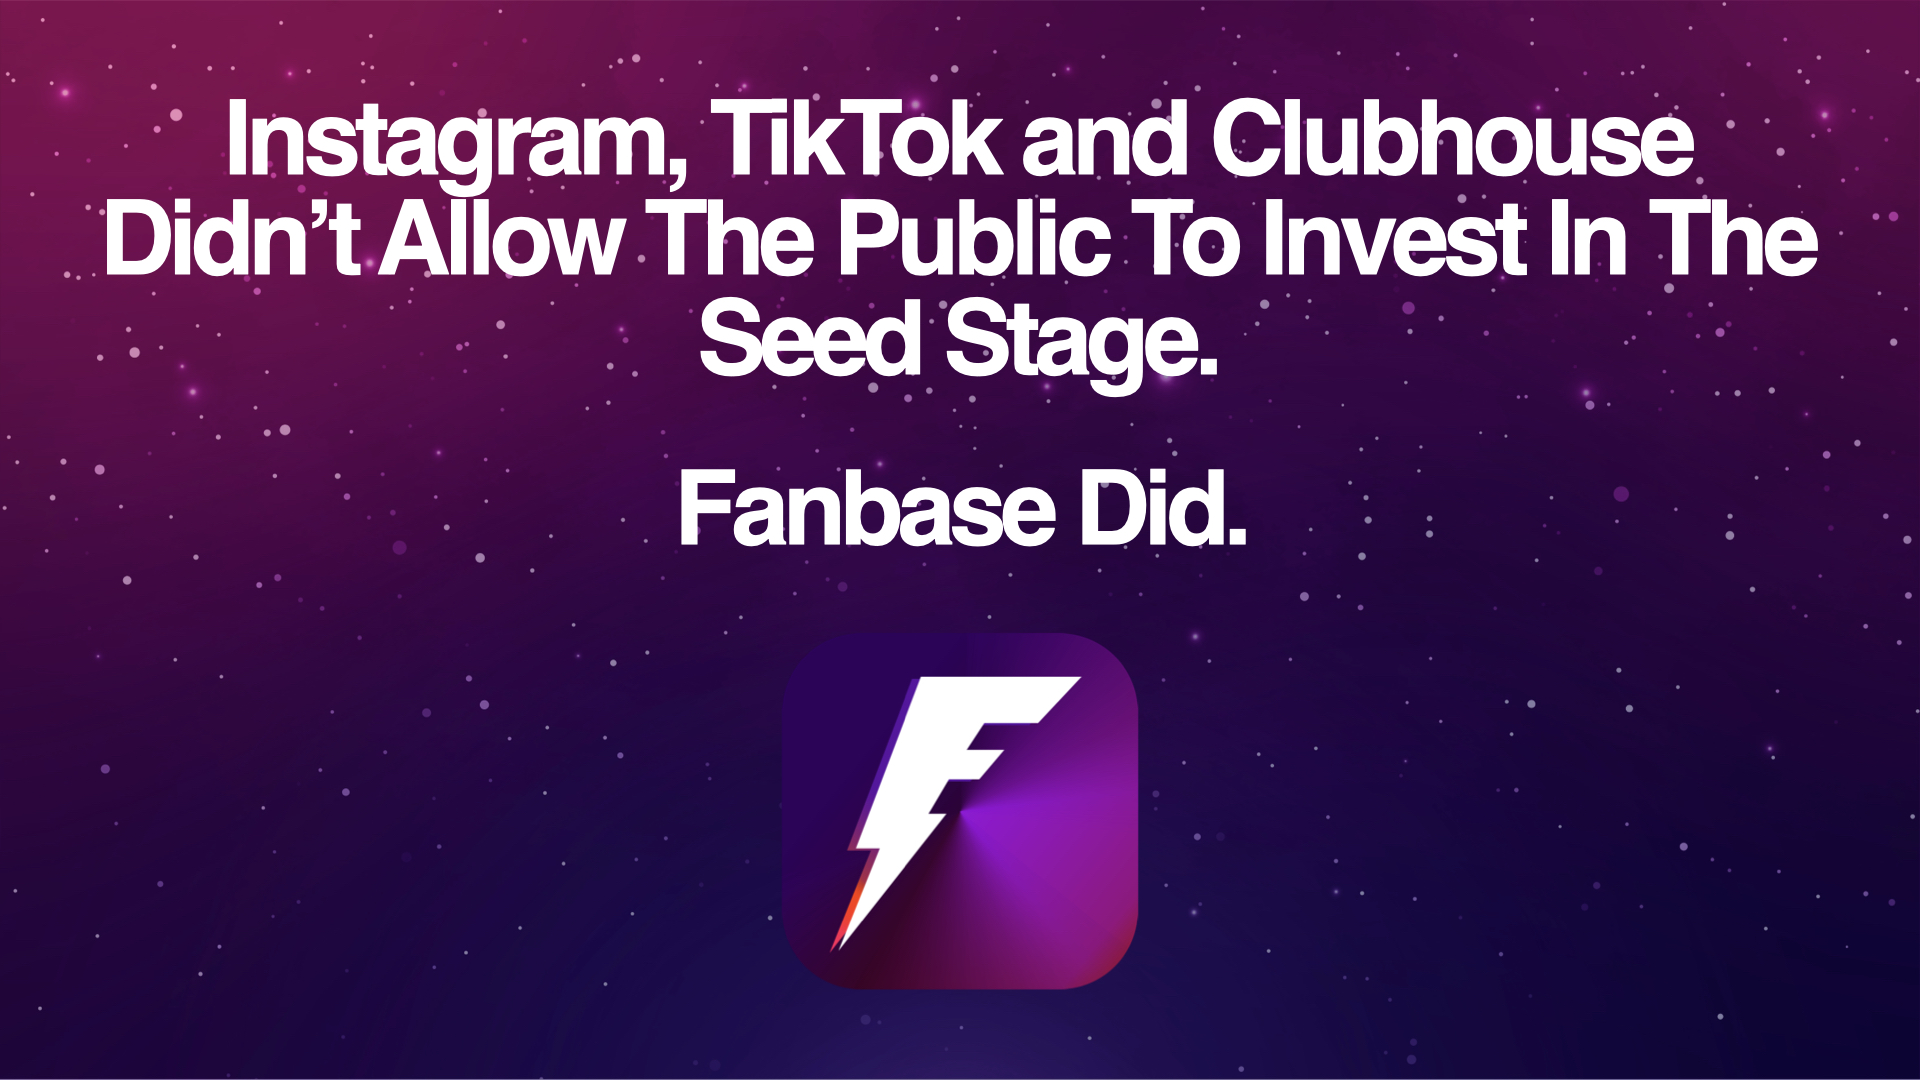 Instagram, TikTok and Clubhouse
Didn’t Allow The Public To Invest In The
Seed Stage.
Fanbase Did.